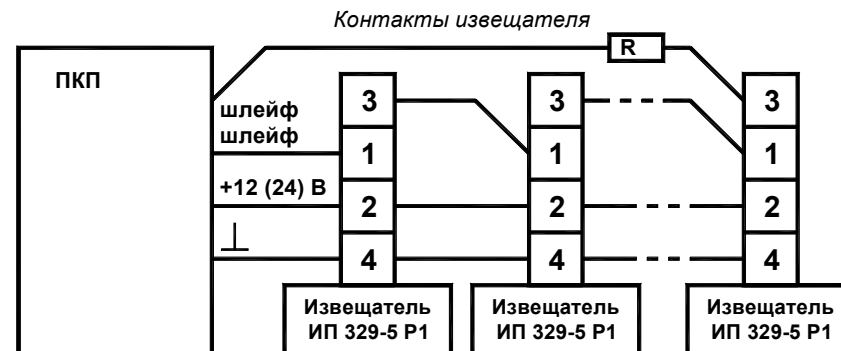 Контакты извещателя
R
ПКП
шлейф
шлейф
+12 (24) В
3
1
2
4
3
1
2
4
3
1
2
4
Извещатель
ИП 329-5 Р1
Извещатель
ИП 329-5 Р1
Извещатель
ИП 329-5 Р1